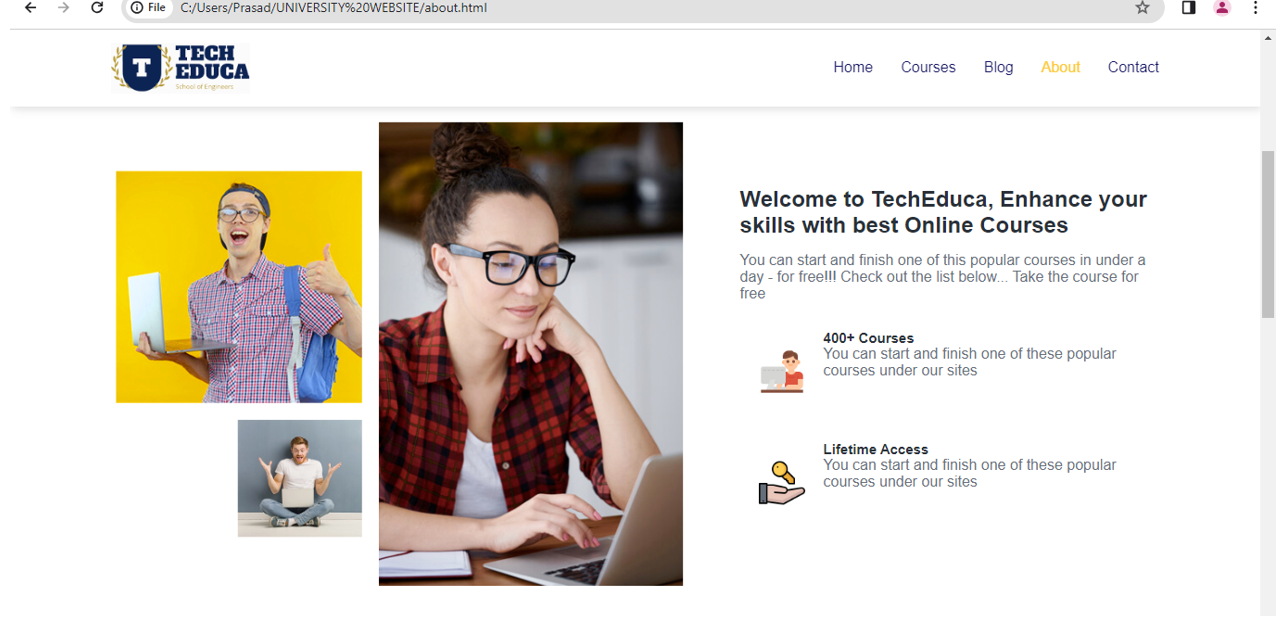 File C:/Users/Prasad/UNIVERSITY%20WEBSITE/about.html
T
TECH
EDUCA
School of Engineers
Home Courses Blog About Contact
Welcome to TechEduca, Enhance your
skills with best Online Courses
You can start and finish one of this popular courses in under a
day - for free!!! Check out the list below... Take the course for
free
400+ Courses
You can start and finish one of these popular
courses under our sites
Lifetime Access
You can start and finish one of these popular
courses under our sites